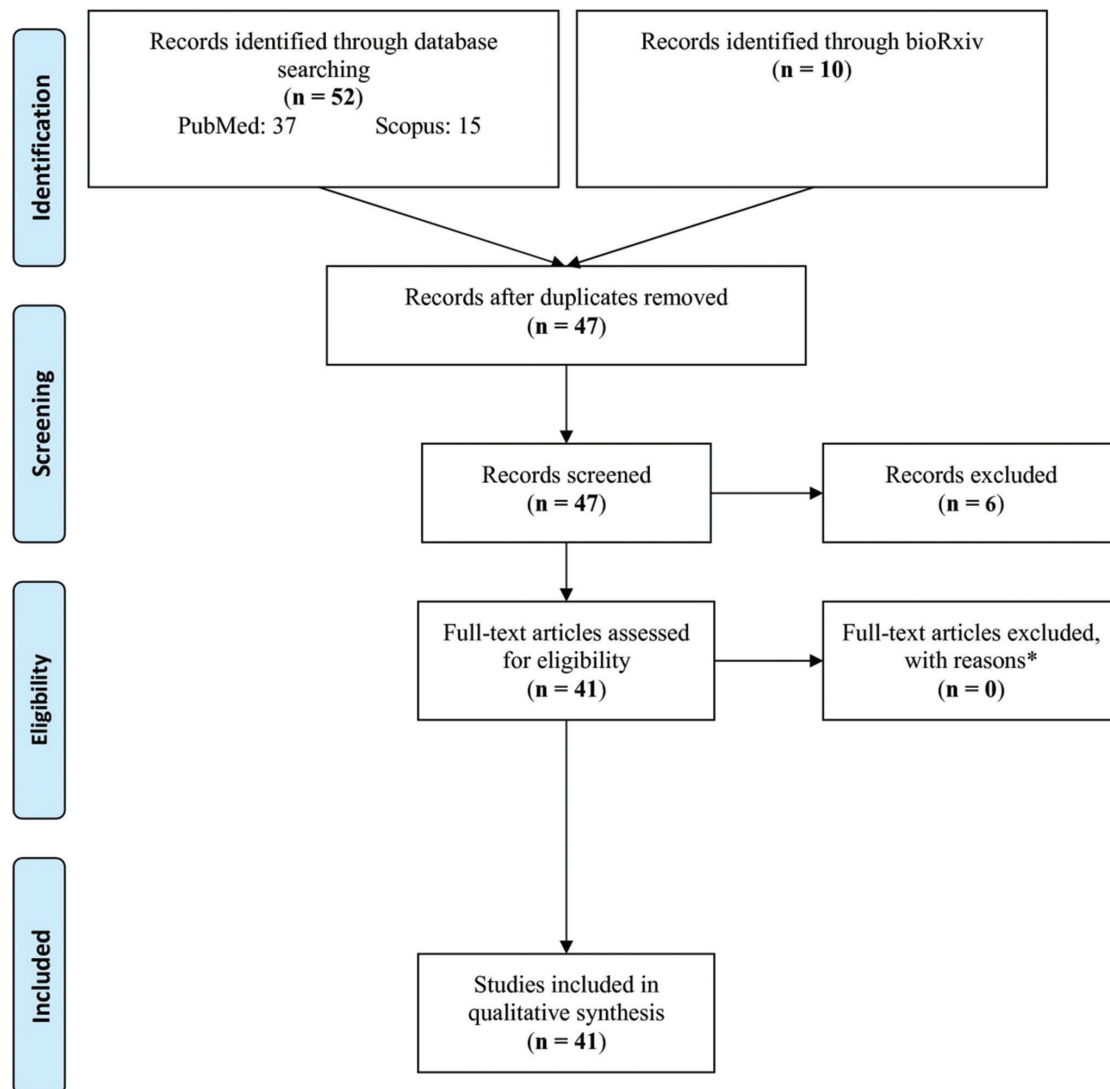 Identification
Records identified through database
searching
(n = 52)
PubMed: 37 Scopus: 15
Records identified through bioRxiv
(n = 10)
Records after duplicates removed
(n = 47)
Screening
Records screened
(n = 47)
Records excluded
(n = 6)
Eligibility
Full-text articles assessed
for eligibility
(n = 41)
Full-text articles excluded,
with reasons*
(n = 0)
Included
Studies included in
qualitative synthesis
(n = 41)